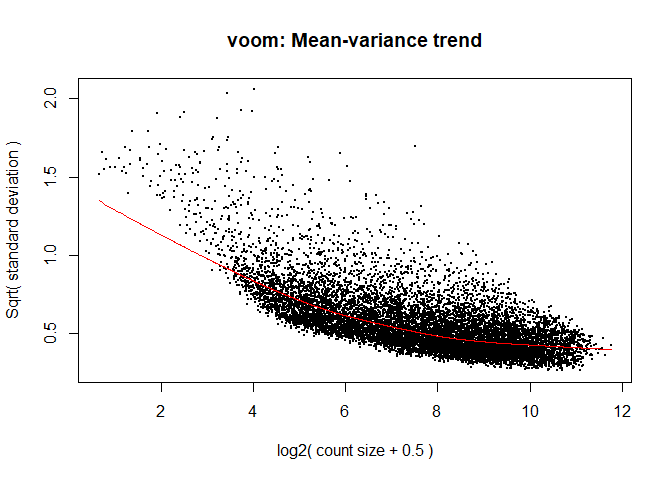 voom: Mean-variance trend
Sqrt( standard deviation )
2.0
1.5
1.0
0.5
2 4 6 8 10 12
log2( count size + 0.5 )